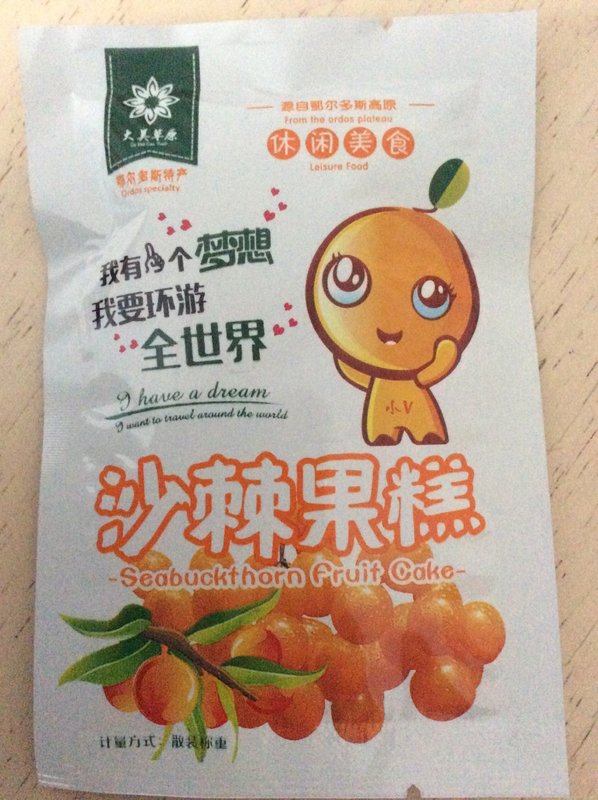 大美草原
鄂尔多斯特产
Ordos specialty
源自鄂尔多斯高原
From the ordos plateau
休闲美食
Leisure Food
我有个梦想
我要环游
全世界
I have a dream
I want to travel around the world
小V
沙棘果糕
-Seabuckthorn Fruit Cake-
计量方式：散装称重